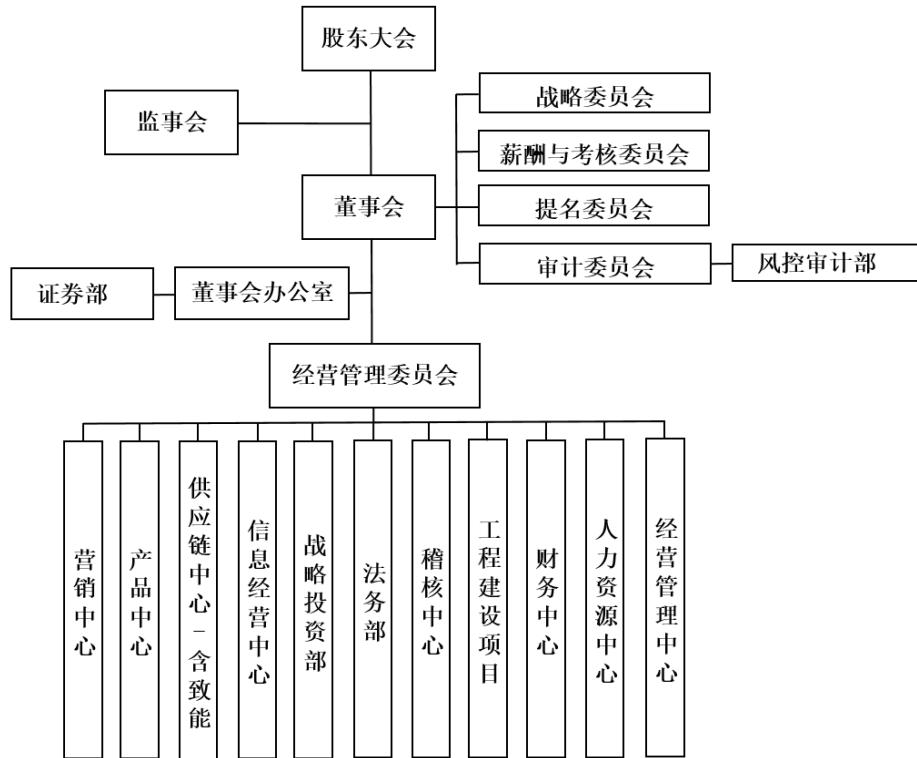 股东大会
监事会
战略委员会
薪酬与考核委员会
董事会
提名委员会
审计委员会
风控审计部
证券部
董事会办公室
经营管理委员会
营销中心
产品中心
供应链中心-含致能
信息经营中心
战略投资部
法务部
稽核中心
工程建设项目
财务中心
人力资源中心
经营管理中心